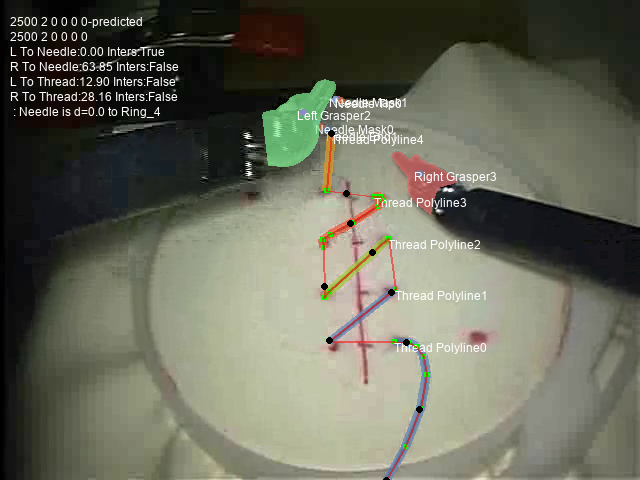 2500 2 0 0 0 0-predicted
2500 2 0 0 0 0
L To Needle:0.00 Inters:True
R To Needle:63.85 Inters:False
L To Thread:12.90 Inters:False
R To Thread:28.16 Inters:False
: Needle is d=0.0 to Ring_4
Needle Mask1
Left Grasper2
Needle Mask0
Thread Polyline4
Right Grasper3
Thread Polyline3
Thread Polyline2
Thread Polyline1
Thread Polyline0